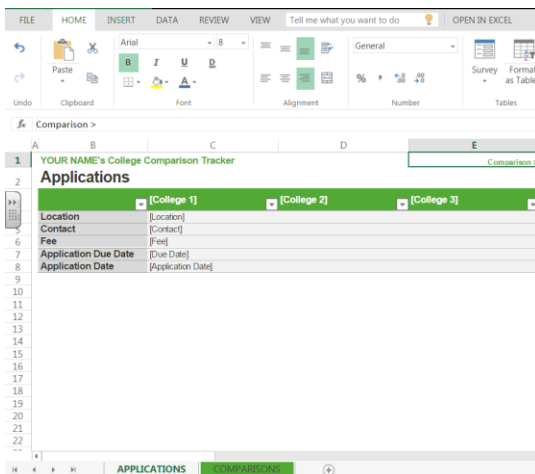 FILE HOME INSERT DATA REVIEW VIEW Tell me what you want to do OPEN IN EXCEL
Arial 8 General
Paste B I U D % , .00 Survey Format
as Table
Undo Clipboard Font Alignment Number Tables
fx Comparison >
A B C D E
1 YOUR NAME's College Comparison Tracker Comparison >
2 Applications
[College 1] [College 2] [College 3]
Location [Location]
5 Contact [Contact]
6 Fee [Fee]
7 Application Due Date [Due Date]
8 Application Date [Application Date]
9
10
11
12
13
14
15
16
17
18
19
20
21
22
APPLICATIONS COMPARISONS